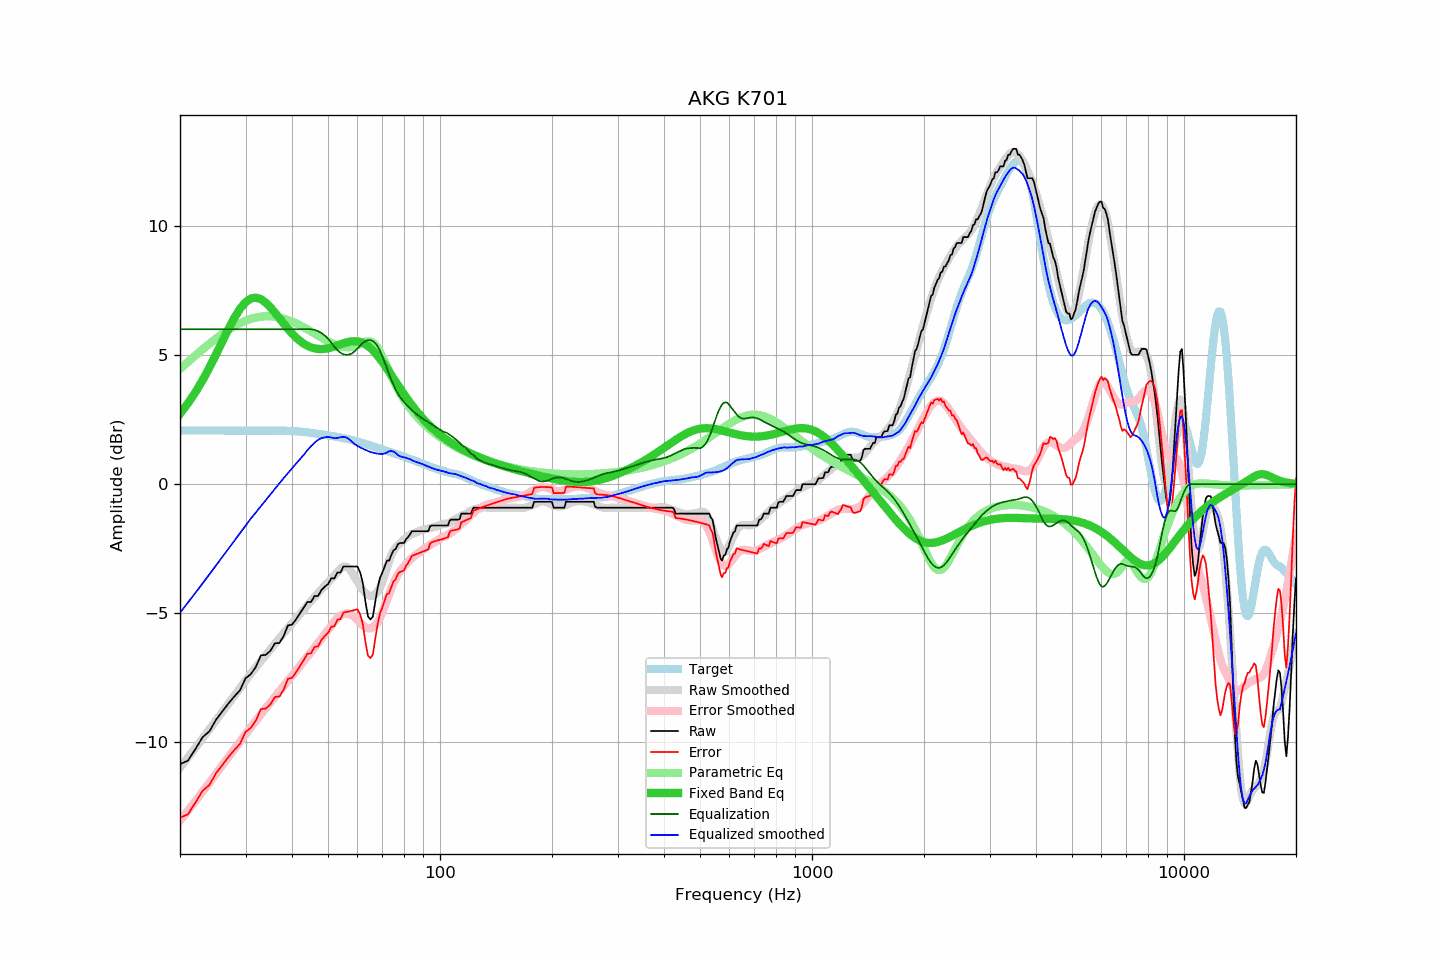 AKG K701
Amplitude (dBr)
10
5
0
−5
−10
Target
Raw Smoothed
Error Smoothed
Raw
Error
Parametric Eq
Fixed Band Eq
Equalization
Equalized smoothed
100
1000
10000
Frequency (Hz)